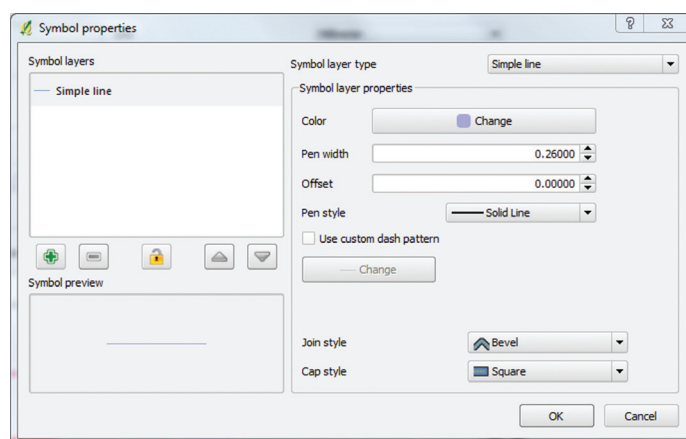 Symbol properties
Symbol layers
Simple line
Symbol preview
Symbol layer type
Simple line
Symbol layer properties
Color
Change
Pen width
0.26000
Offset
0.00000
Pen style
Solid Line
Use custom dash pattern
Change
Join style
Bevel
Cap style
Square
OK
Cancel